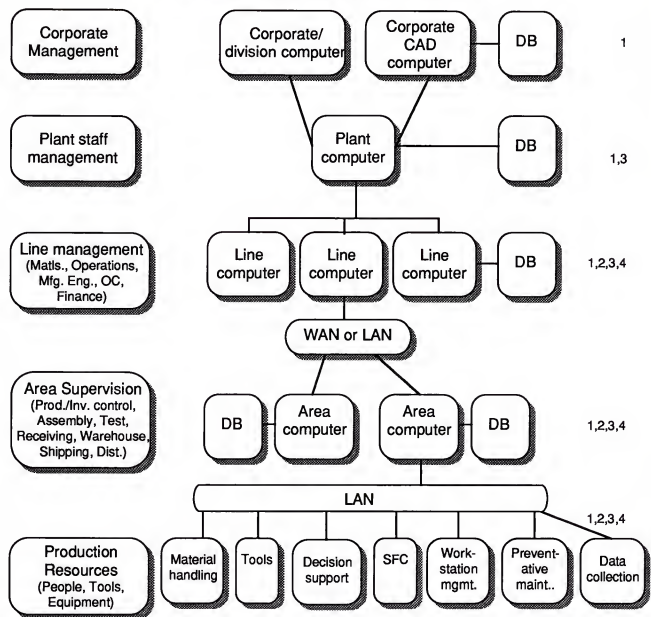 Corporate
Management
Corporate/
division computer
Corporate
CAD
computer
DB
1
Plant staff
management
Plant
computer
DB
1,3
Line management
(Matls., Operations,
Mfg. Eng., OC,
Finance)
Line
computer
Line
computer
Line
computer
DB
1,2,3,4
WAN or LAN
Area Supervision
(Prod./Inv. control,
Assembly, Test,
Receiving, Warehouse,
Shipping, Dist.)
DB
Area
computer
Area
computer
DB
1,2,3,4
LAN
1,2,3,4
Production
Resources
(People, Tools,
Equipment)
Material
handling
Tools
Decision
support
SFC
Work-
station
mgmt.
Prevent-
ative
maint..
Data
collection